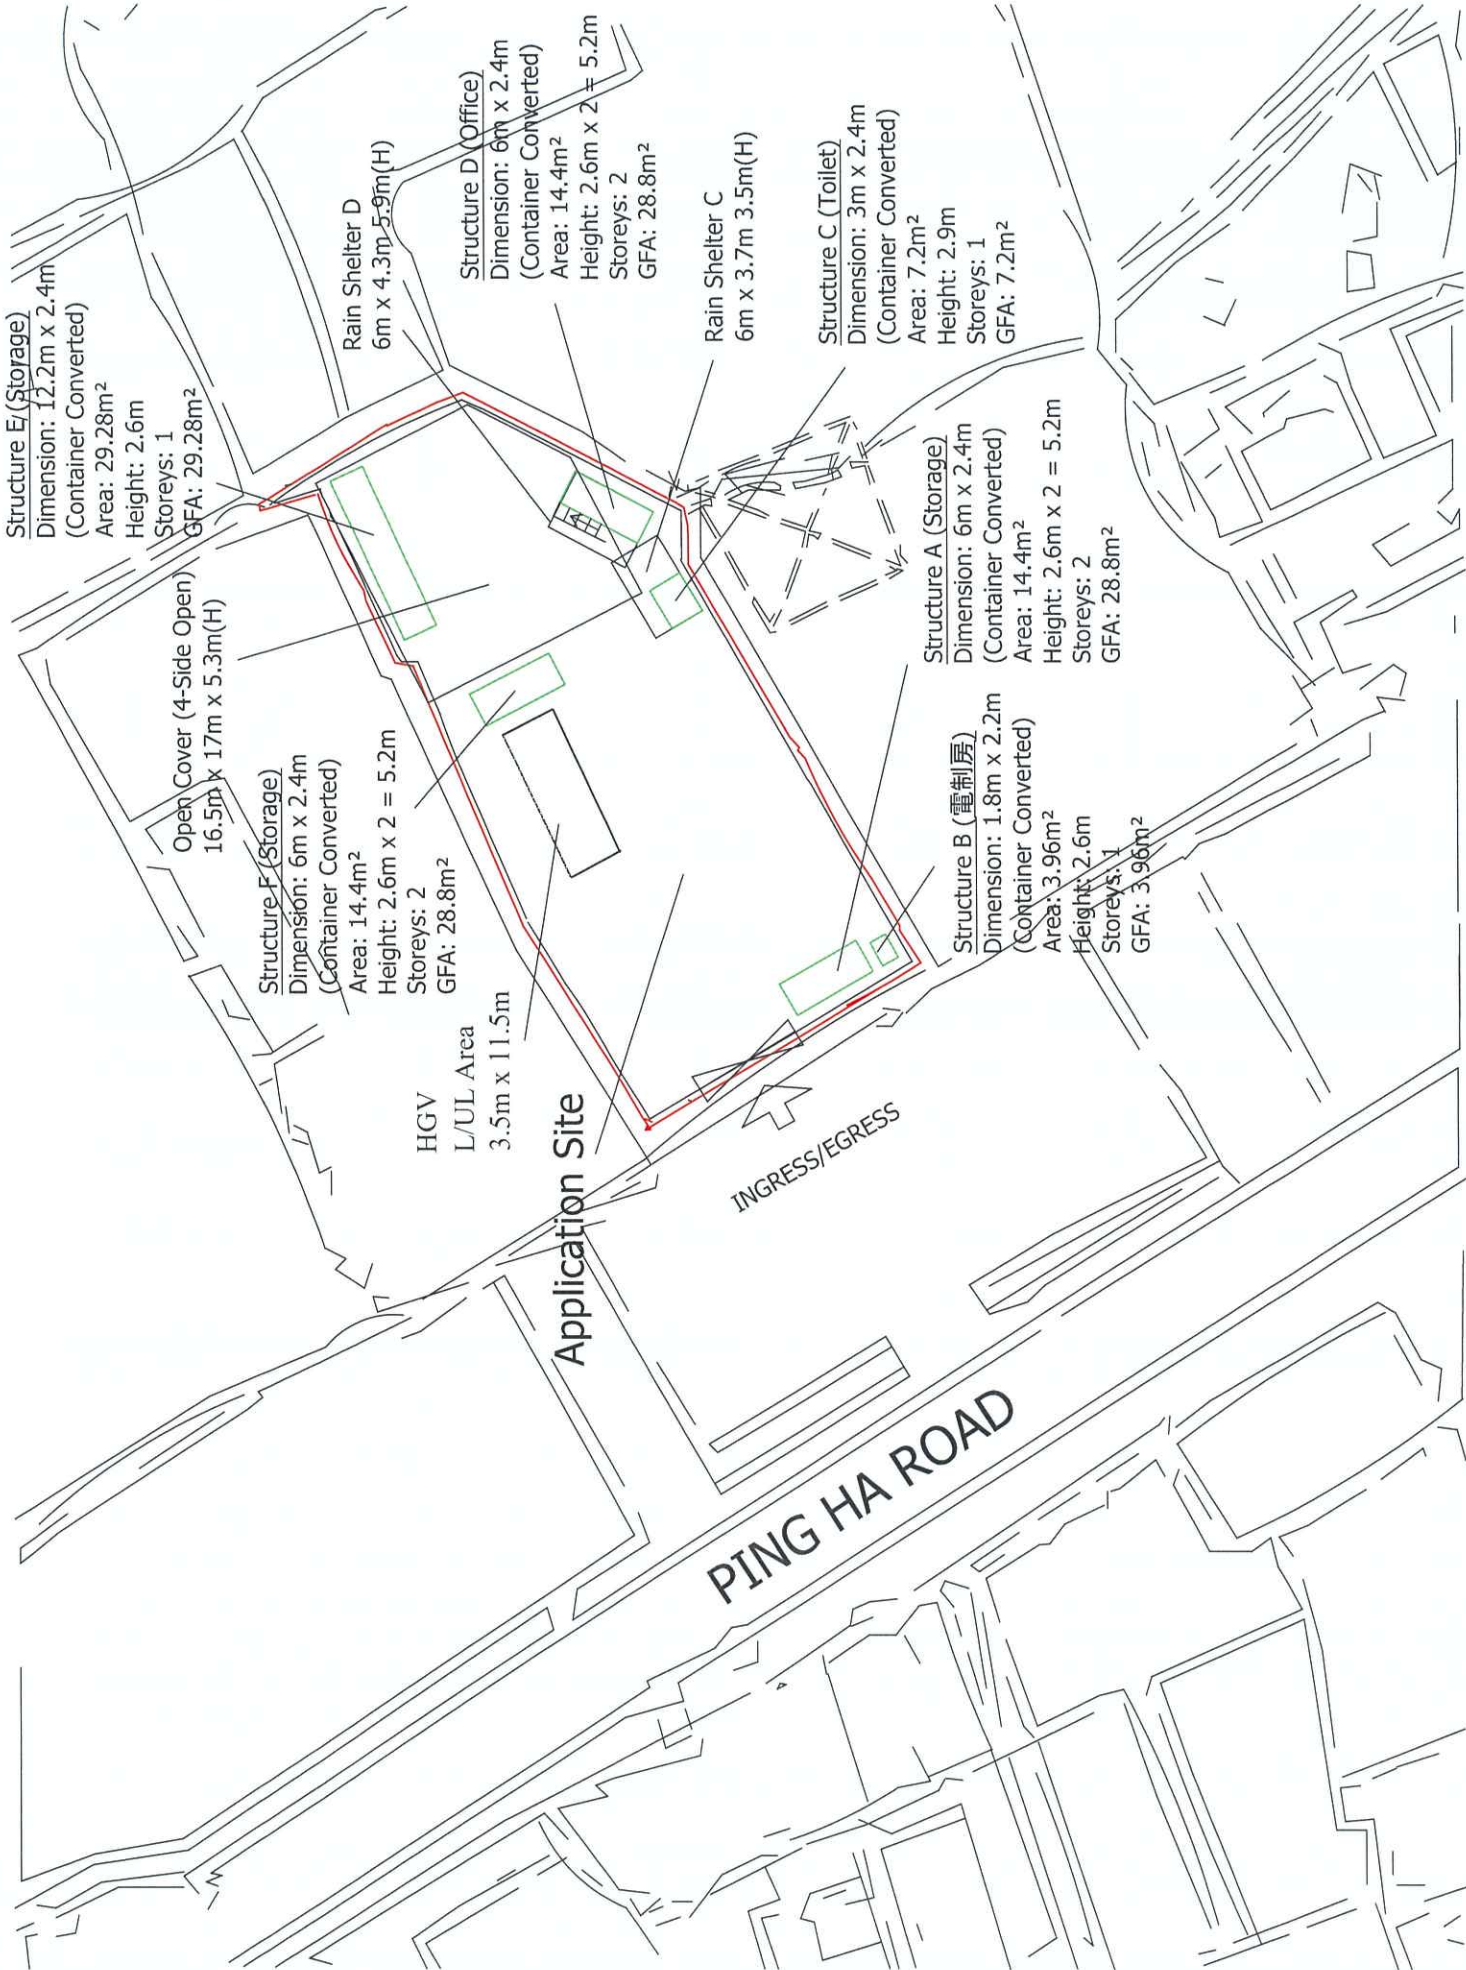 Structure E (Storage)
Dimension: 12.2m x 2.4m
(Container Converted)
Area: 29.28m²
Height: 2.6m
Storeys: 1
GFA: 29.28m²
Open Cover (4-Side Open)
16.5m x 17m x 5.3m(H)
Structure F (Storage)
Dimension: 6m x 2.4m
(Container Converted)
Area: 14.4m²
Height: 2.6m x 2 = 5.2m
Storeys: 2
GFA: 28.8m²
HGV
L/UL Area
3.5m x 11.5m
Application Site
Rain Shelter D
6m x 4.3m 5.9m(H)
Structure D (Office)
Dimension: 6m x 2.4m
(Container Converted)
Area: 14.4m²
Height: 2.6m x 2 = 5.2m
Storeys: 2
GFA: 28.8m²
Rain Shelter C
6m x 3.7m 3.5m(H)
Structure C (Toilet)
Dimension: 3m x 2.4m
(Container Converted)
Area: 7.2m²
Height: 2.9m
Storeys: 1
GFA: 7.2m²
Structure A (Storage)
Dimension: 6m x 2.4m
(Container Converted)
Area: 14.4m²
Height: 2.6m x 2 = 5.2m
Storeys: 2
GFA: 28.8m²
Structure B (電制房)
Dimension: 1.8m x 2.2m
(Container Converted)
Area: 3.96m²
Height: 2.6m
Storeys: 1
GFA: 3.96m²
INGRESS/EGRESS
PING HA ROAD